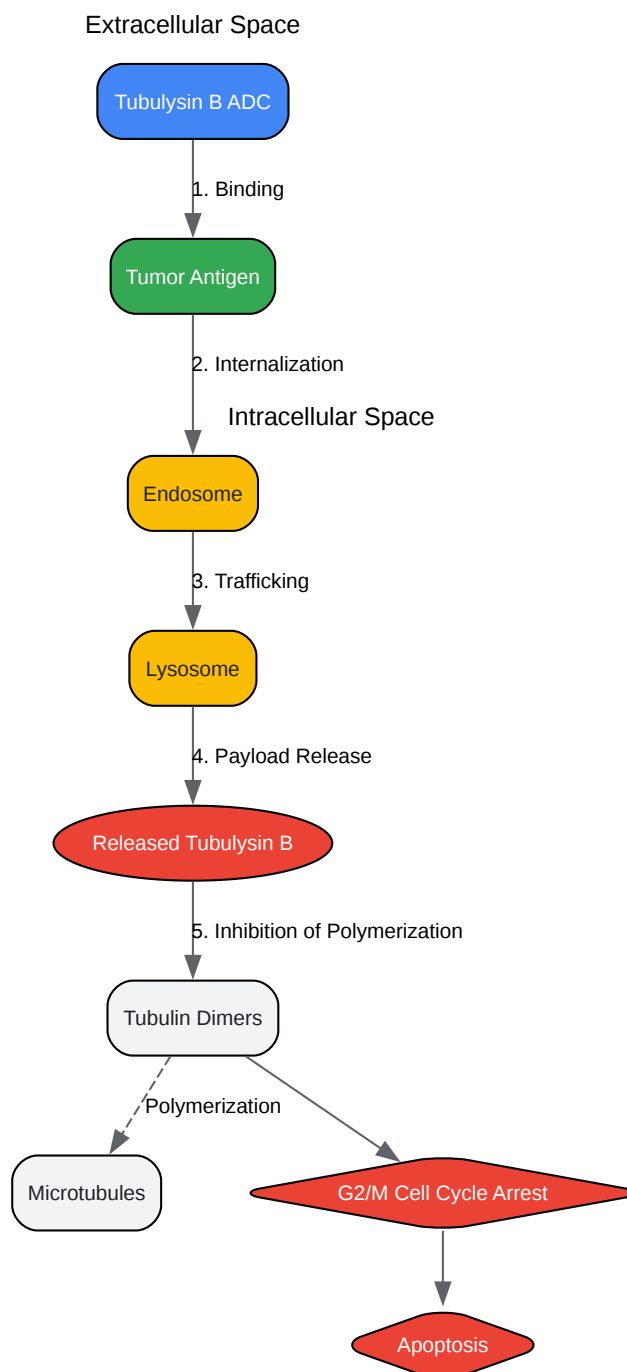 Extracellular Space
Tubulysin B ADC
1. Binding
Tumor Antigen
2. Internalization
Intracellular Space
Endosome
3. Trafficking
Lysosome
4. Payload Release
Released Tubulysin B
5. Inhibition of Polymerization
Tubulin Dimers
Polymerization
Microtubules
G2/M Cell Cycle Arrest
Apoptosis